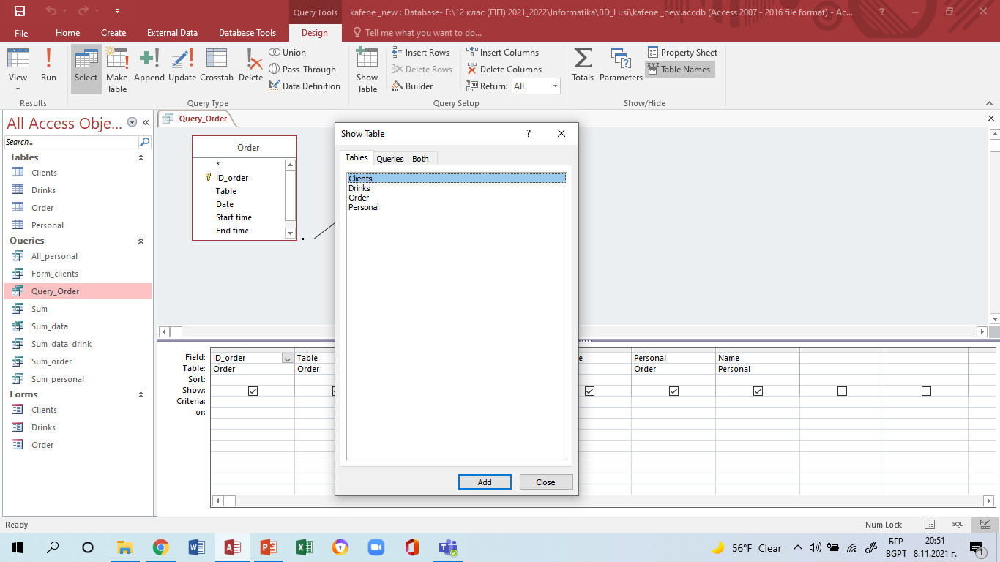 Query Tools
kafene _new : Database- E:\12 клас (ПП) 2021_2022\Informatika\BD_Lusi\kafene _new.accdb (Access 2007 - 2016 file format) - Ac...
?
File
Home
Create
External Data
Database Tools
Design
Tell me what you want to do...
View
Run
Select
Make Table
Append
Update
Crosstab
Delete
Union
Pass-Through
Data Definition
Show Table
Insert Rows
Delete Rows
Builder
Insert Columns
Delete Columns
Return: All
Totals
Parameters
Property Sheet
Table Names
Results
Query Type
Query Setup
Show/Hide
All Access Obje...
Search...
Tables
Clients
Drinks
Order
Personal
Queries
All_personal
Form_clients
Query_Order
Sum
Sum_data
Sum_data_drink
Sum_order
Sum_personal
Forms
Clients
Drinks
Order
Query_Order
Order
*
ID_order
Table
Date
Start time
End time
Show Table
?
Tables Queries Both
Clients
Drinks
Order
Personal
Add Close
Field: ID_order Table e Personal Name
Table: Order Order Order Personal
Sort:
Show:
Criteria:
or:
Ready
Num Lock
SQL
56°F Clear
БГР
BGPT
20:51
8.11.2021 г.
1